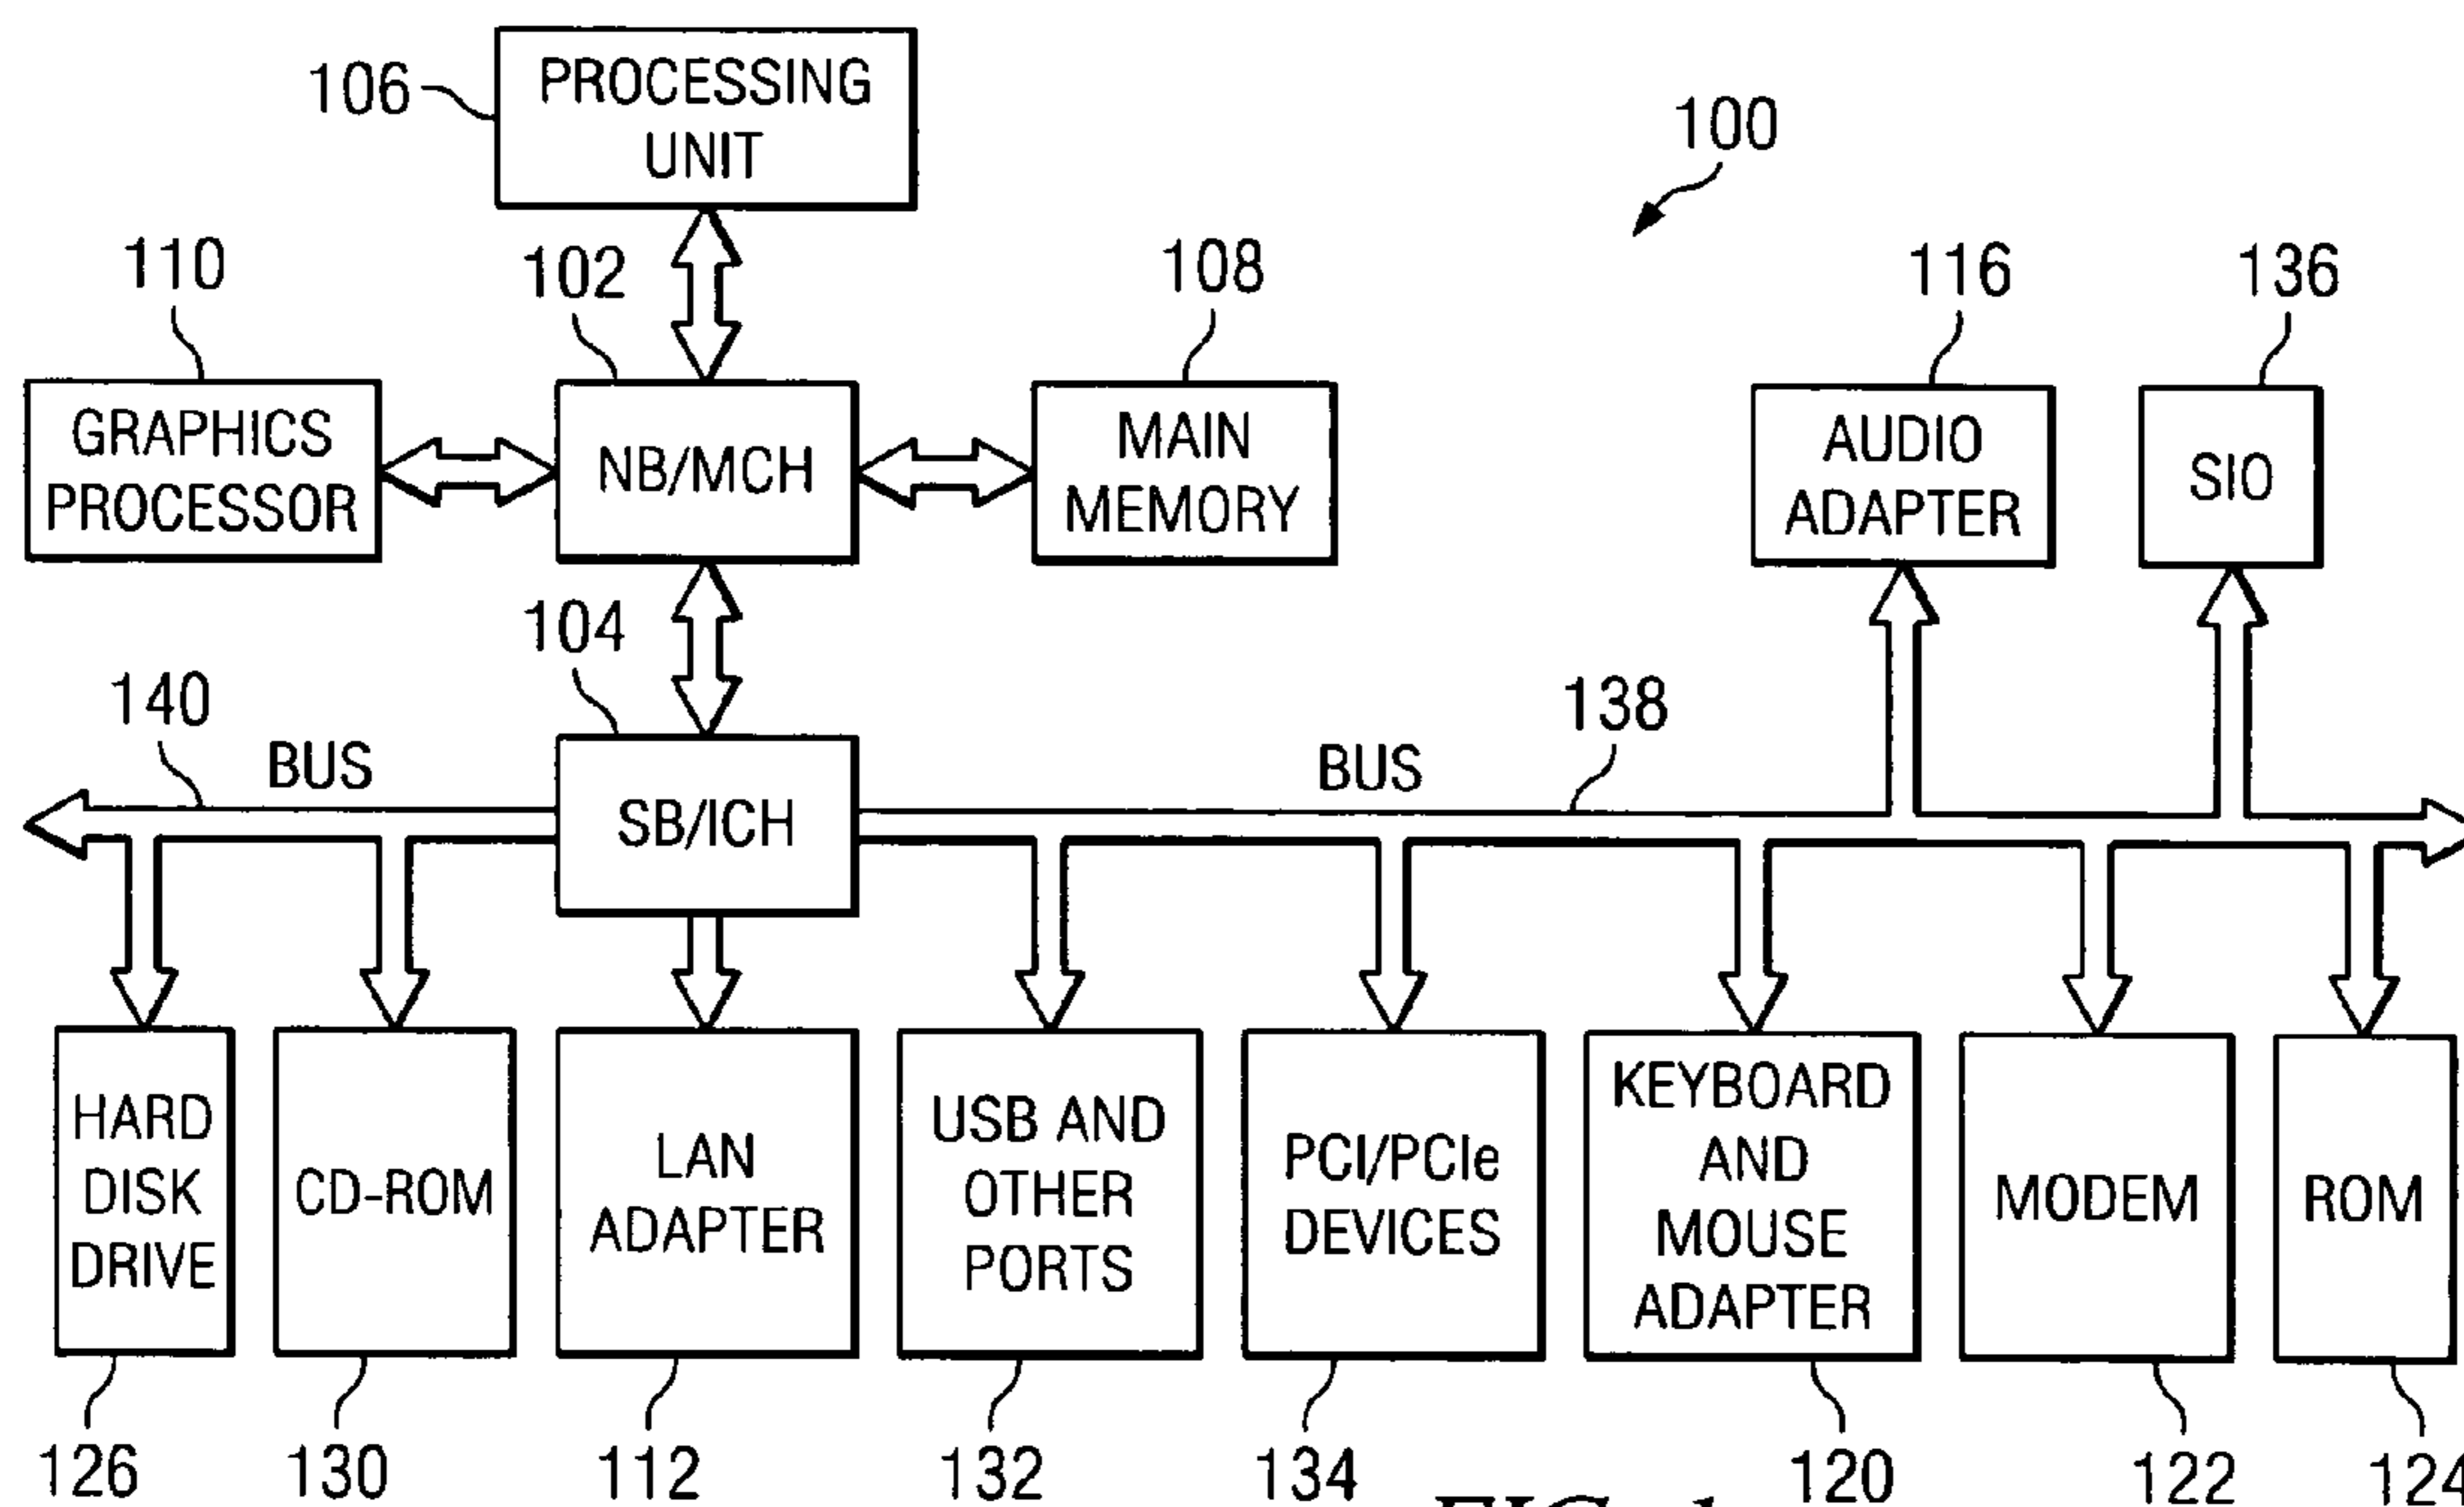 PROCESSING
UNIT
106
100
110
102
108
116
136
GRAPHICS
PROCESSOR
NB/MCH
MAIN
MEMORY
AUDIO
ADAPTER
SIO
104
140
BUS
SB/ICH
BUS
138
HARD
DISK
DRIVE
CD-ROM
LAN
ADAPTER
USB AND
OTHER
PORTS
PCI/PCIe
DEVICES
KEYBOARD
AND
MOUSE
ADAPTER
MODEM
ROM
126
130
112
132
134
120
122
124